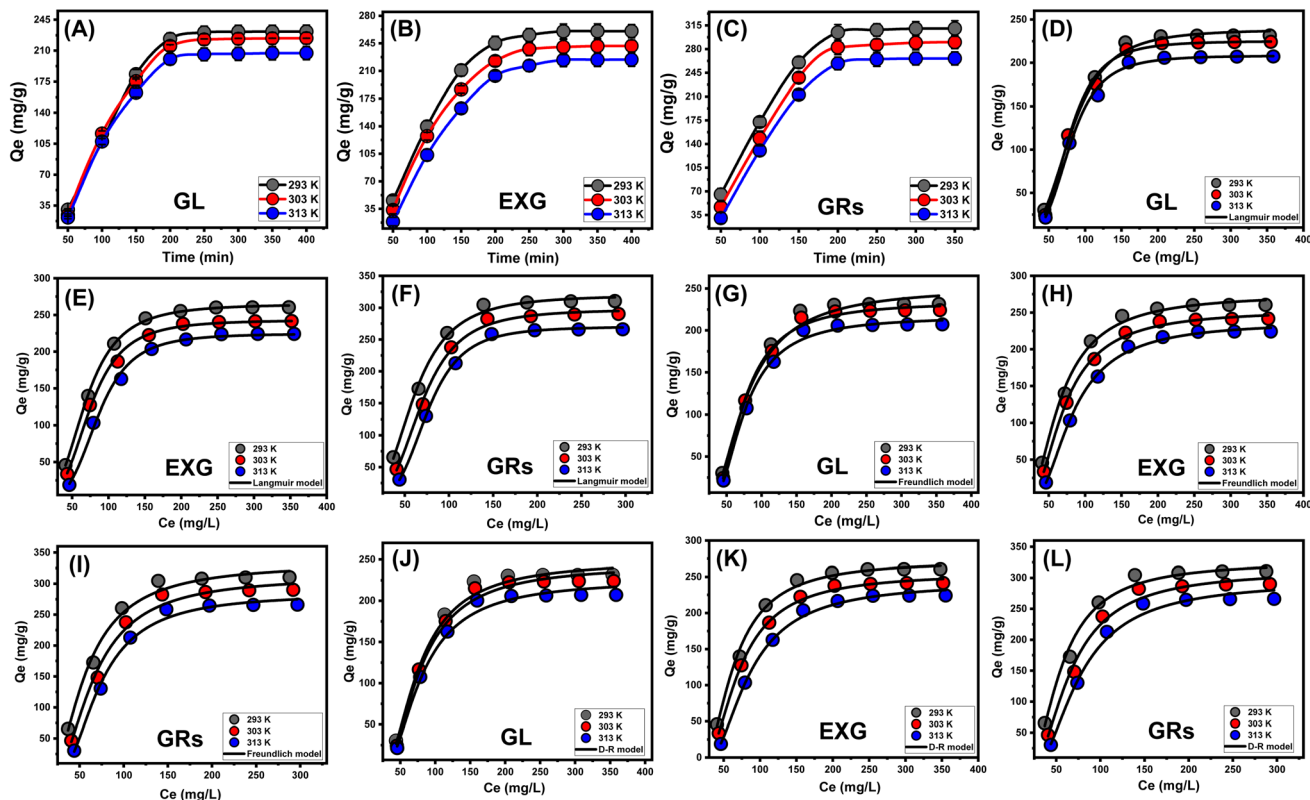 (A)
Qe (mg/g)
245
210
175
140
105
70
35
GL
293 K
303 K
313 K
50 100 150 200 250 300 350 400
Time (min)
(B)
Qe (mg/g)
280
245
210
175
140
105
70
35
EXG
293 K
303 K
313 K
50 100 150 200 250 300 350 400
Time (min)
(C)
Qe (mg/g)
315
280
245
210
175
140
105
70
35
GRs
293 K
303 K
313 K
50 100 150 200 250 300 350
Time (min)
(D)
Qe (mg/g)
250
200
150
100
50
GL
293 K
303 K
313 K
Langmuir model
50 100 150 200 250 300 350 400
Ce (mg/L)
(E)
Qe (mg/g)
300
250
200
150
100
50
EXG
293 K
303 K
313 K
Langmuir model
50 100 150 200 250 300 350 400
Ce (mg/L)
(F)
Qe (mg/g)
350
300
250
200
150
100
50
GRs
293 K
303 K
313 K
Langmuir model
50 100 150 200 250 300
Ce (mg/L)
(G)
Qe (mg/g)
250
200
150
100
50
GL
293 K
303 K
313 K
Freundlich model
50 100 150 200 250 300 350 400
Ce (mg/L)
(H)
Qe (mg/g)
300
250
200
150
100
50
0
EXG
293 K
303 K
313 K
Freundlich model
50 100 150 200 250 300 350 400
Ce (mg/L)
(I)
Qe (mg/g)
350
300
250
200
150
100
50
GRs
293 K
303 K
313 K
Freundlich model
50 100 150 200 250 300 350
Ce (mg/L)
(J)
Qe (mg/g)
250
200
150
100
50
GL
293 K
303 K
313 K
D-R model
50 100 150 200 250 300 350 400
Ce (mg/L)
(K)
Qe (mg/g)
300
250
200
150
100
50
0
EXG
293 K
303 K
313 K
D-R model
50 100 150 200 250 300 350 400
Ce (mg/L)
(L)
Qe (mg/g)
350
300
250
200
150
100
50
GRs
293 K
303 K
313 K
D-R model
50 100 150 200 250 300 350
Ce (mg/L)